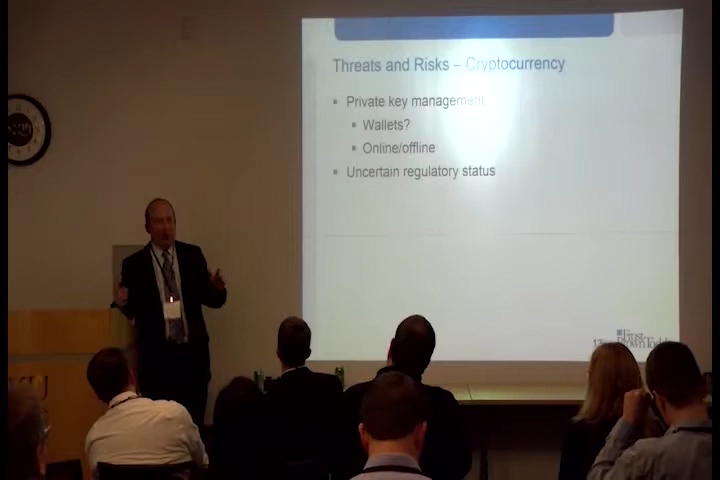 Threats and Risks – Cryptocurrency
▪ Private key management
▪ Wallets?
▪ Online/offline
▪ Uncertain regulatory status